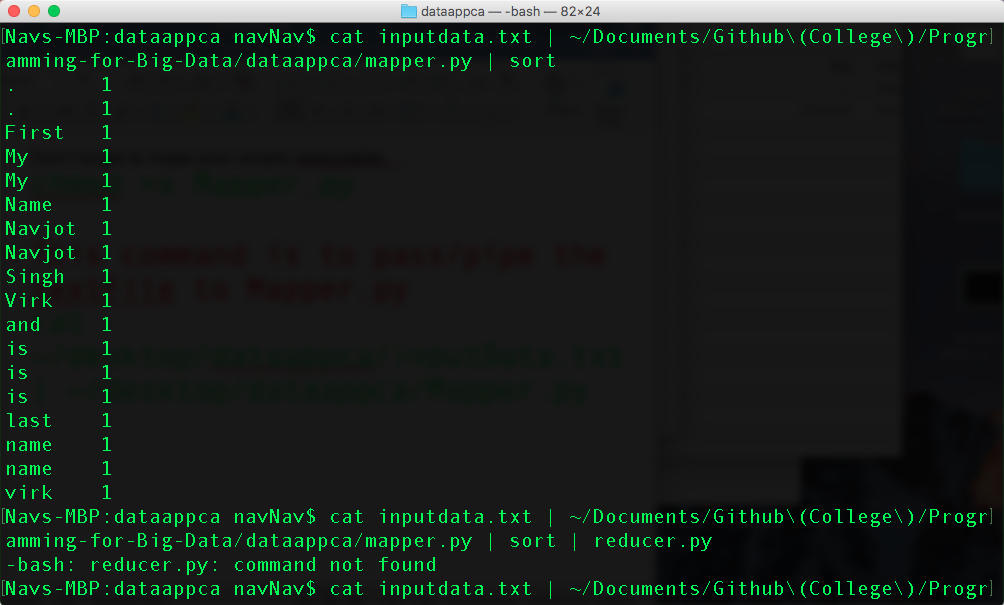 dataappca — -bash — 82×24
[Navs-MBP:dataappca navNav$ cat inputdata.txt | ~/Documents/Github\(College\)/Progr]
amming-for-Big-Data/dataappca/mapper.py | sort
. 1
. 1
First 1
My 1
My 1
Name 1
Navjot 1
Navjot 1
Singh 1
Virk 1
and 1
is 1
is 1
is 1
last 1
name 1
name 1
virk 1
[Navs-MBP:dataappca navNav$ cat inputdata.txt | ~/Documents/Github\(College\)/Progr]
amming-for-Big-Data/dataappca/mapper.py | sort | reducer.py
-bash: reducer.py: command not found
[Navs-MBP:dataappca navNav$ cat inputdata.txt | ~/Documents/Github\(College\)/Progr]